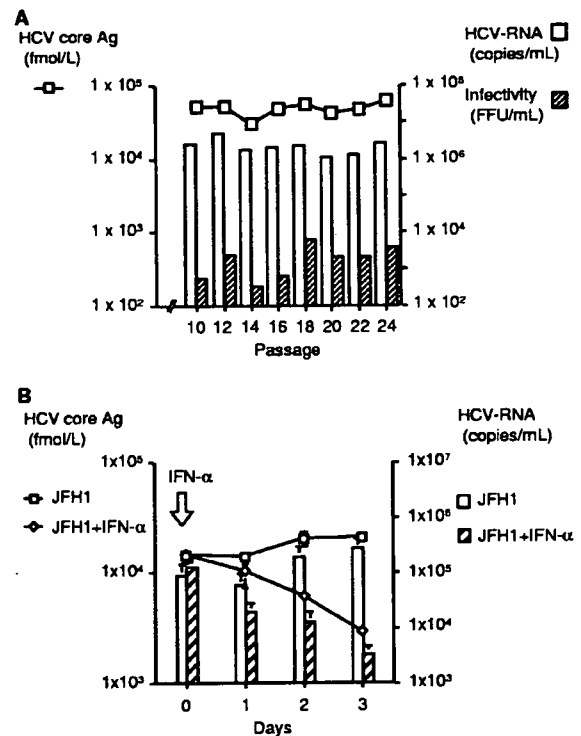 A
HCV core Ag
(fmol/L)
HCV-RNA
(copies/mL)
Infectivity
(FFU/mL)
1 x 10⁵
1 x 10⁴
1 x 10³
1 x 10²
1 x 10⁸
1 x 10⁶
1 x 10⁴
1 x 10²
10 12 14 16 18 20 22 24
Passage
B
HCV core Ag
(fmol/L)
HCV-RNA
(copies/mL)
JFH1
JFH1+IFN-α
IFN-α
JFH1
JFH1+IFN-α
1x10⁵
1x10⁴
1x10³
1x10⁷
1x10⁶
1x10⁵
1x10⁴
1x10³
0 1 2 3
Days